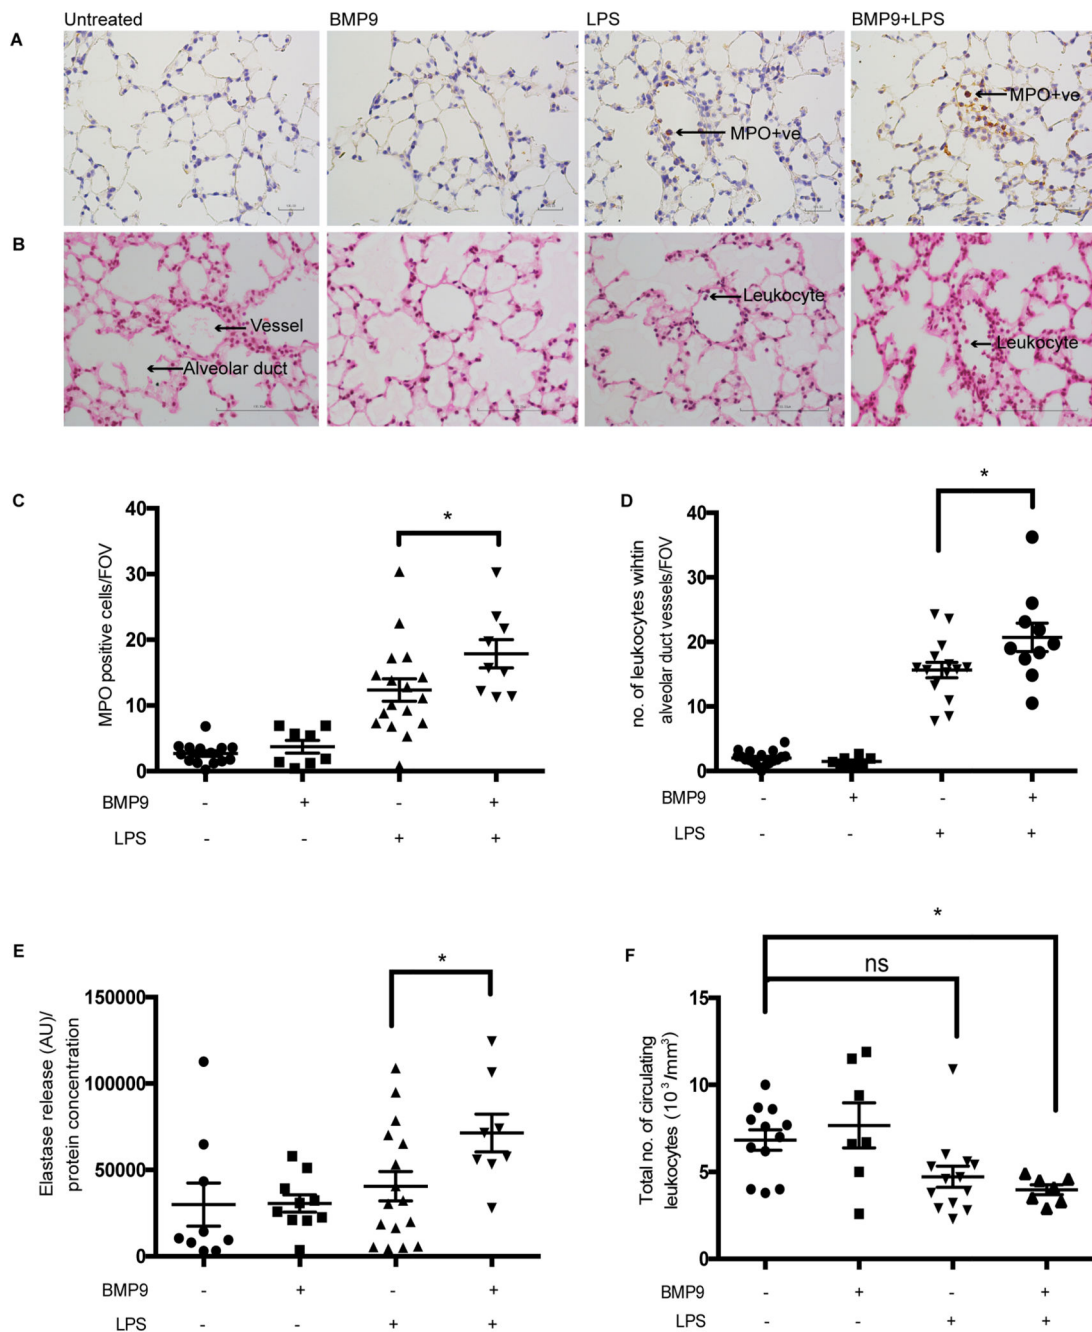 Untreated BMP9 LPS BMP9+LPS
A
MPO+ve
MPO+ve
B
Vessel
Alveolar duct
Leukocyte
Leukocyte
C
MPO positive cells/FOV
40
30
20
10
0
*
BMP9 - + - +
LPS - - + +
D
no. of leukocytes wihtin
alveolar duct vessels/FOV
40
30
20
10
0
*
BMP9 - + - +
LPS - - + +
E
Elastase release (AU)/
protein concentration
150000
100000
50000
0
*
BMP9 - + - +
LPS - - + +
F
Total no. of circulating
leukocytes (10³/mm³)
15
10
5
0
*
ns
BMP9 - + - +
LPS - - + +